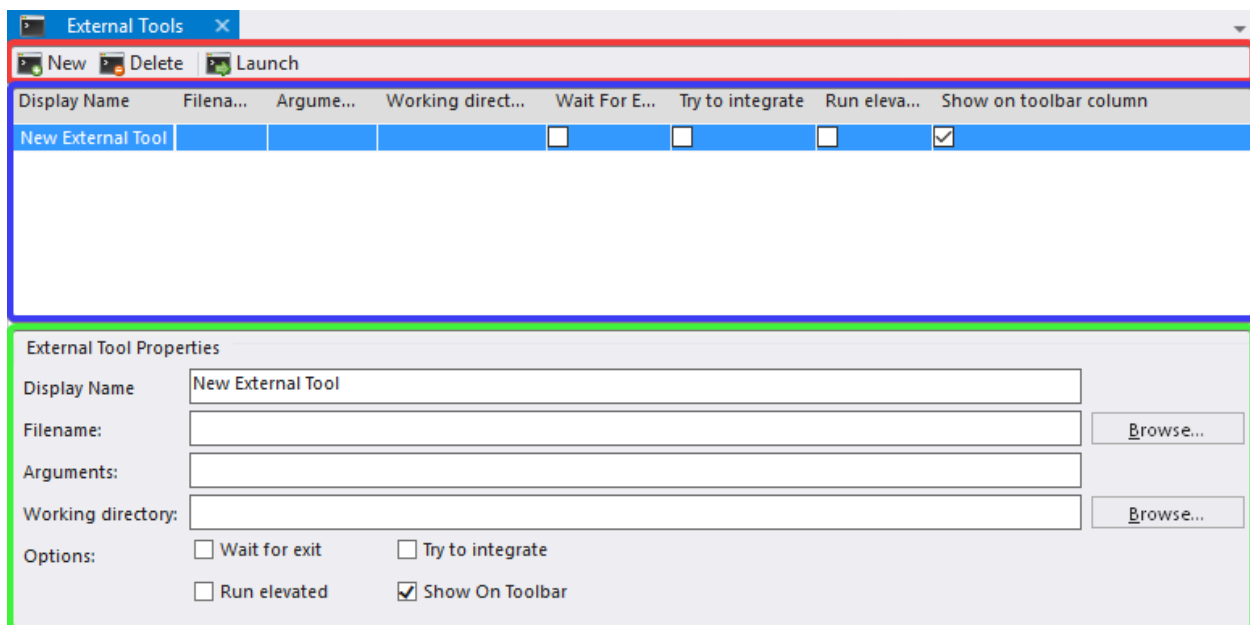 External Tools
New Delete Launch
Display Name Filena... Argume... Working direct... Wait For E... Try to integrate Run eleva... Show on toolbar column
New External Tool
External Tool Properties
Display Name New External Tool
Filename: Browse...
Arguments:
Working directory: Browse...
Options: Wait for exit Try to integrate
Run elevated Show On Toolbar